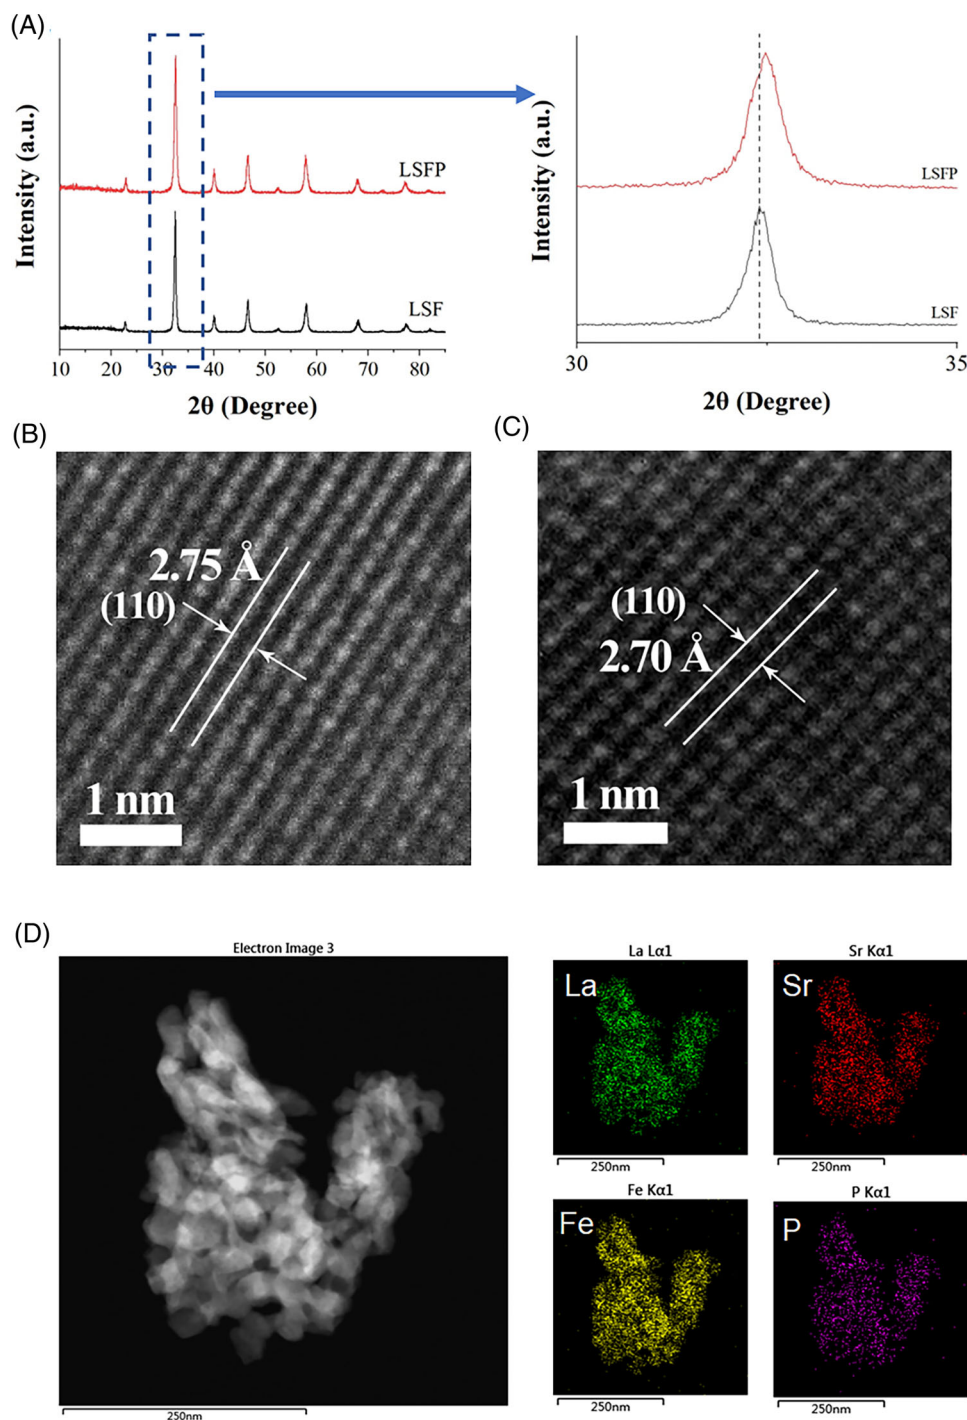 (A)
Intensity (a.u.)
LSFP
LSF
10 20 30 40 50 60 70 80
2θ (Degree)
Intensity (a.u.)
LSFP
LSF
30 35
2θ (Degree)
(B)
2.75 Å
(110)
1 nm
(C)
(110)
2.70 Å
1 nm
(D)
Electron Image 3
250nm
La Lα1
La
250nm
Sr Kα1
Sr
250nm
Fe Kα1
Fe
250nm
P Kα1
P
250nm